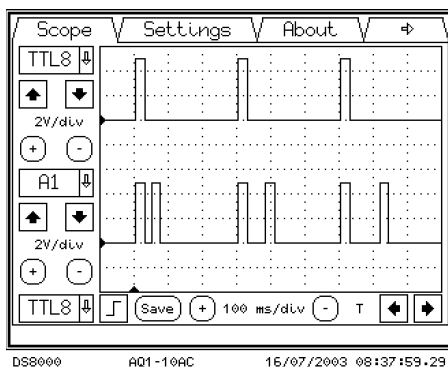 Scope Settings About
TTL8
2V/div
+ -
A1
2V/div
+ -
TTL8 Save + 100 ms/div - T
DS8000 AQ1-10AC 16/07/2003 08:37:59.29